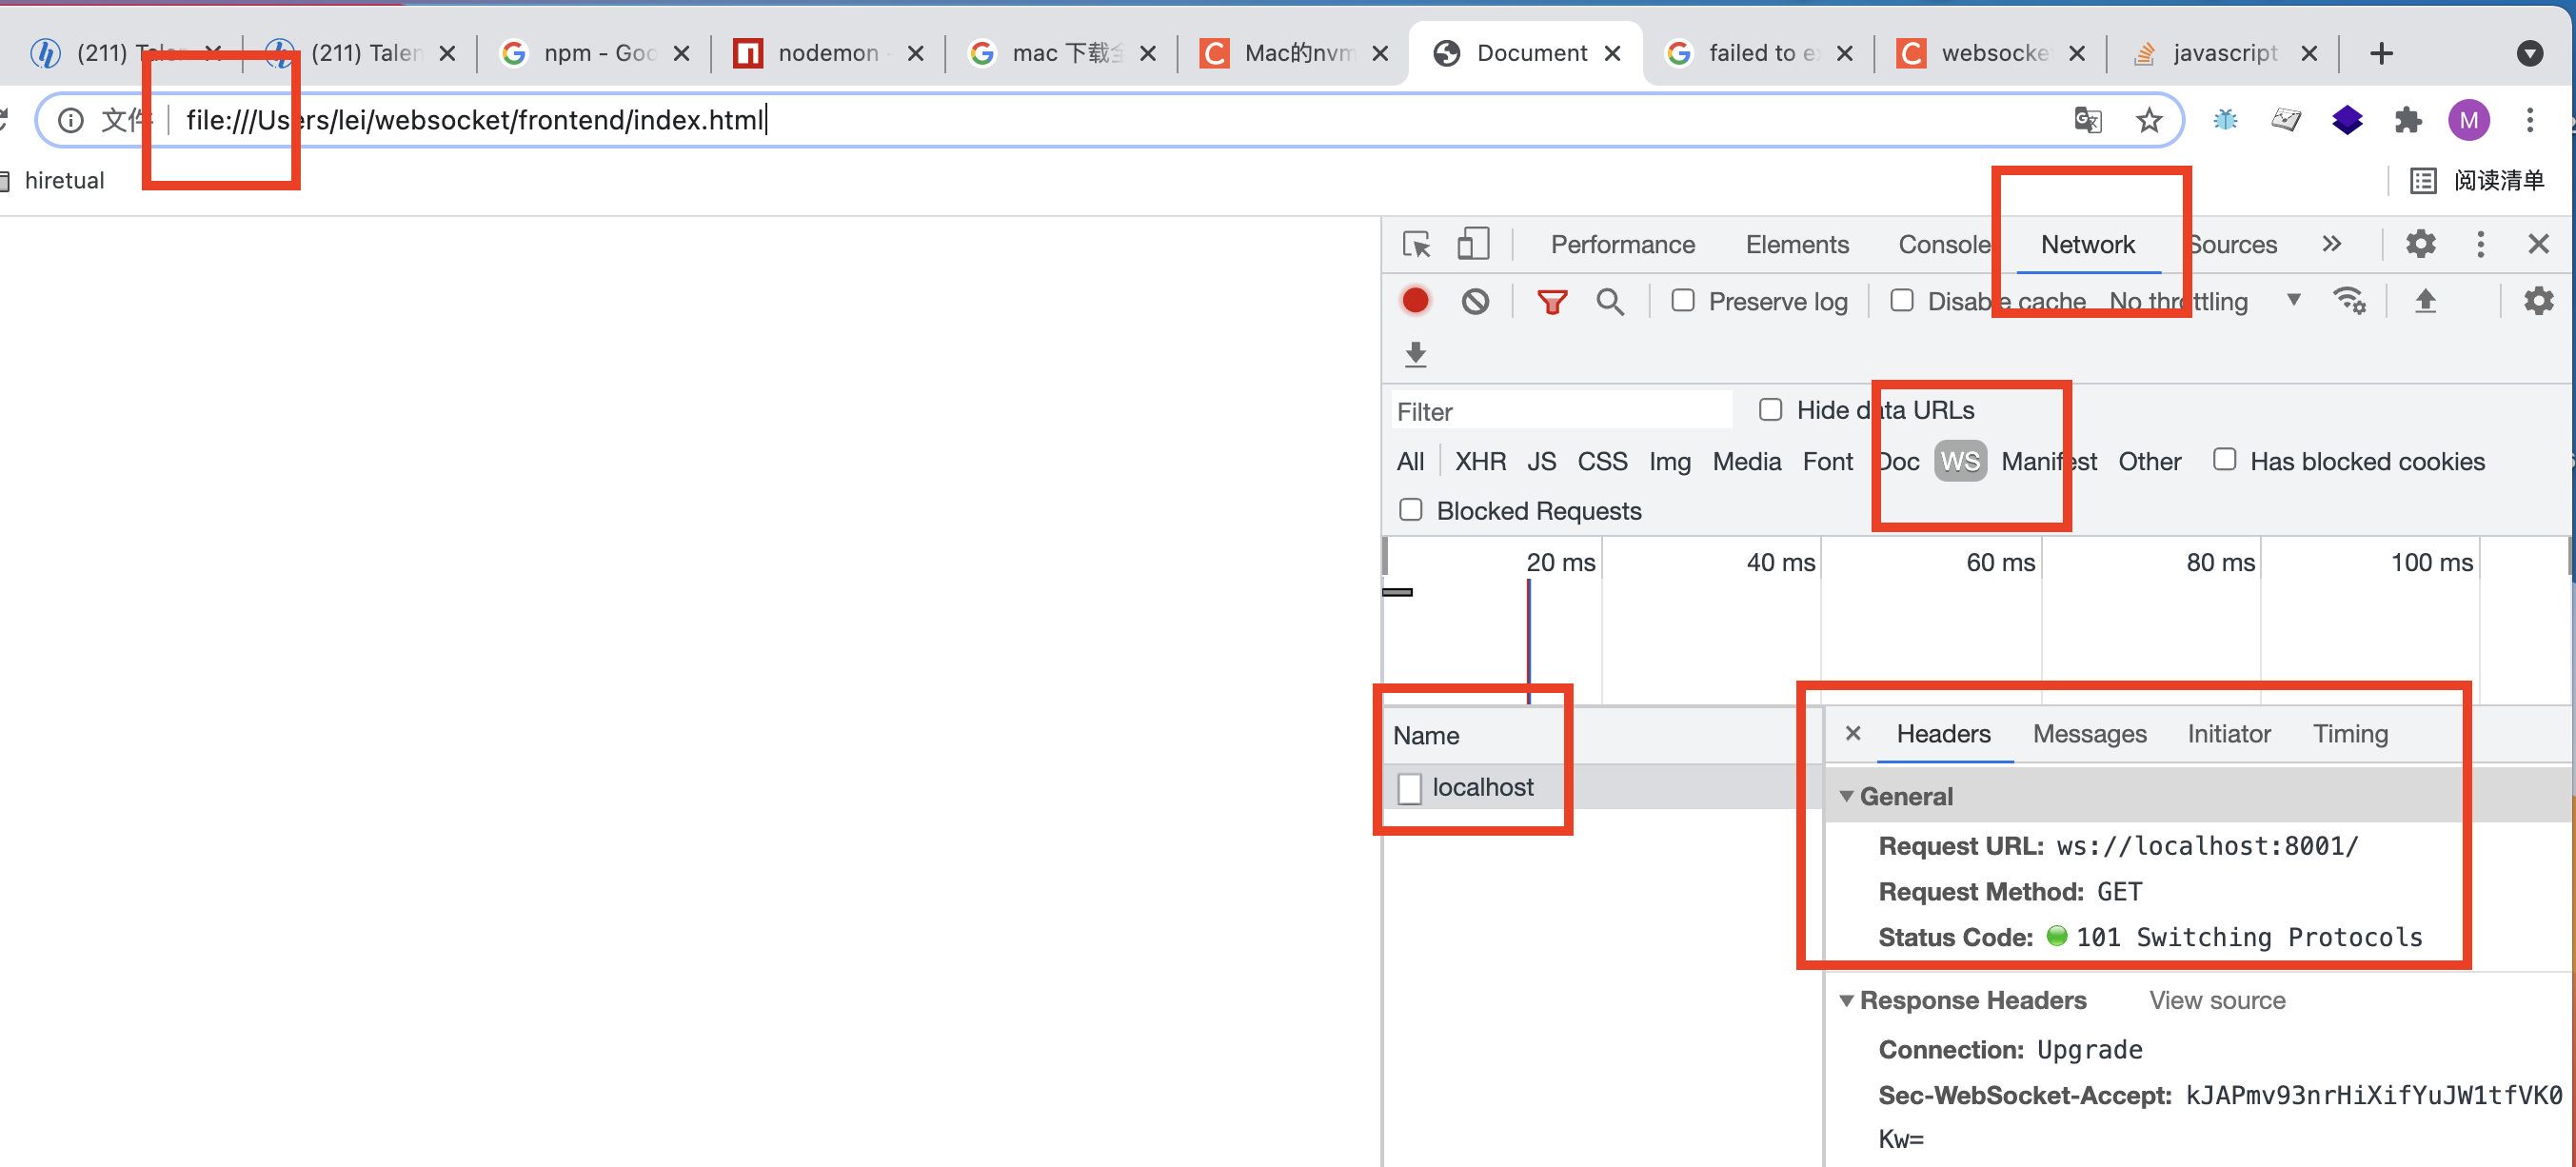 (211) Talen (211) Talen npm - Goo nodemon - mac 下载全 Mac的nvm Document failed to ex websocket javascript
文件 file:///Users/lei/websocket/frontend/index.html M
hiretual 阅读清单
Performance Elements Console Network Sources
Preserve log Disable cache No throttling
Filter Hide data URLs
All XHR JS CSS Img Media Font Doc WS Manifest Other Has blocked cookies
Blocked Requests
20 ms 40 ms 60 ms 80 ms 100 ms
Name
localhost
× Headers Messages Initiator Timing
General
Request URL: ws://localhost:8001/
Request Method: GET
Status Code: 101 Switching Protocols
Response Headers View source
Connection: Upgrade
Sec-WebSocket-Accept: kJAPmv93nrHiXifYuJW1tfVK0
Kw=